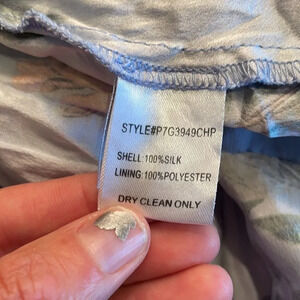 STYLE#P7G3949CHP
SHELL:100%SILK
LINING:100%POLYESTER
DRY CLEAN ONLY